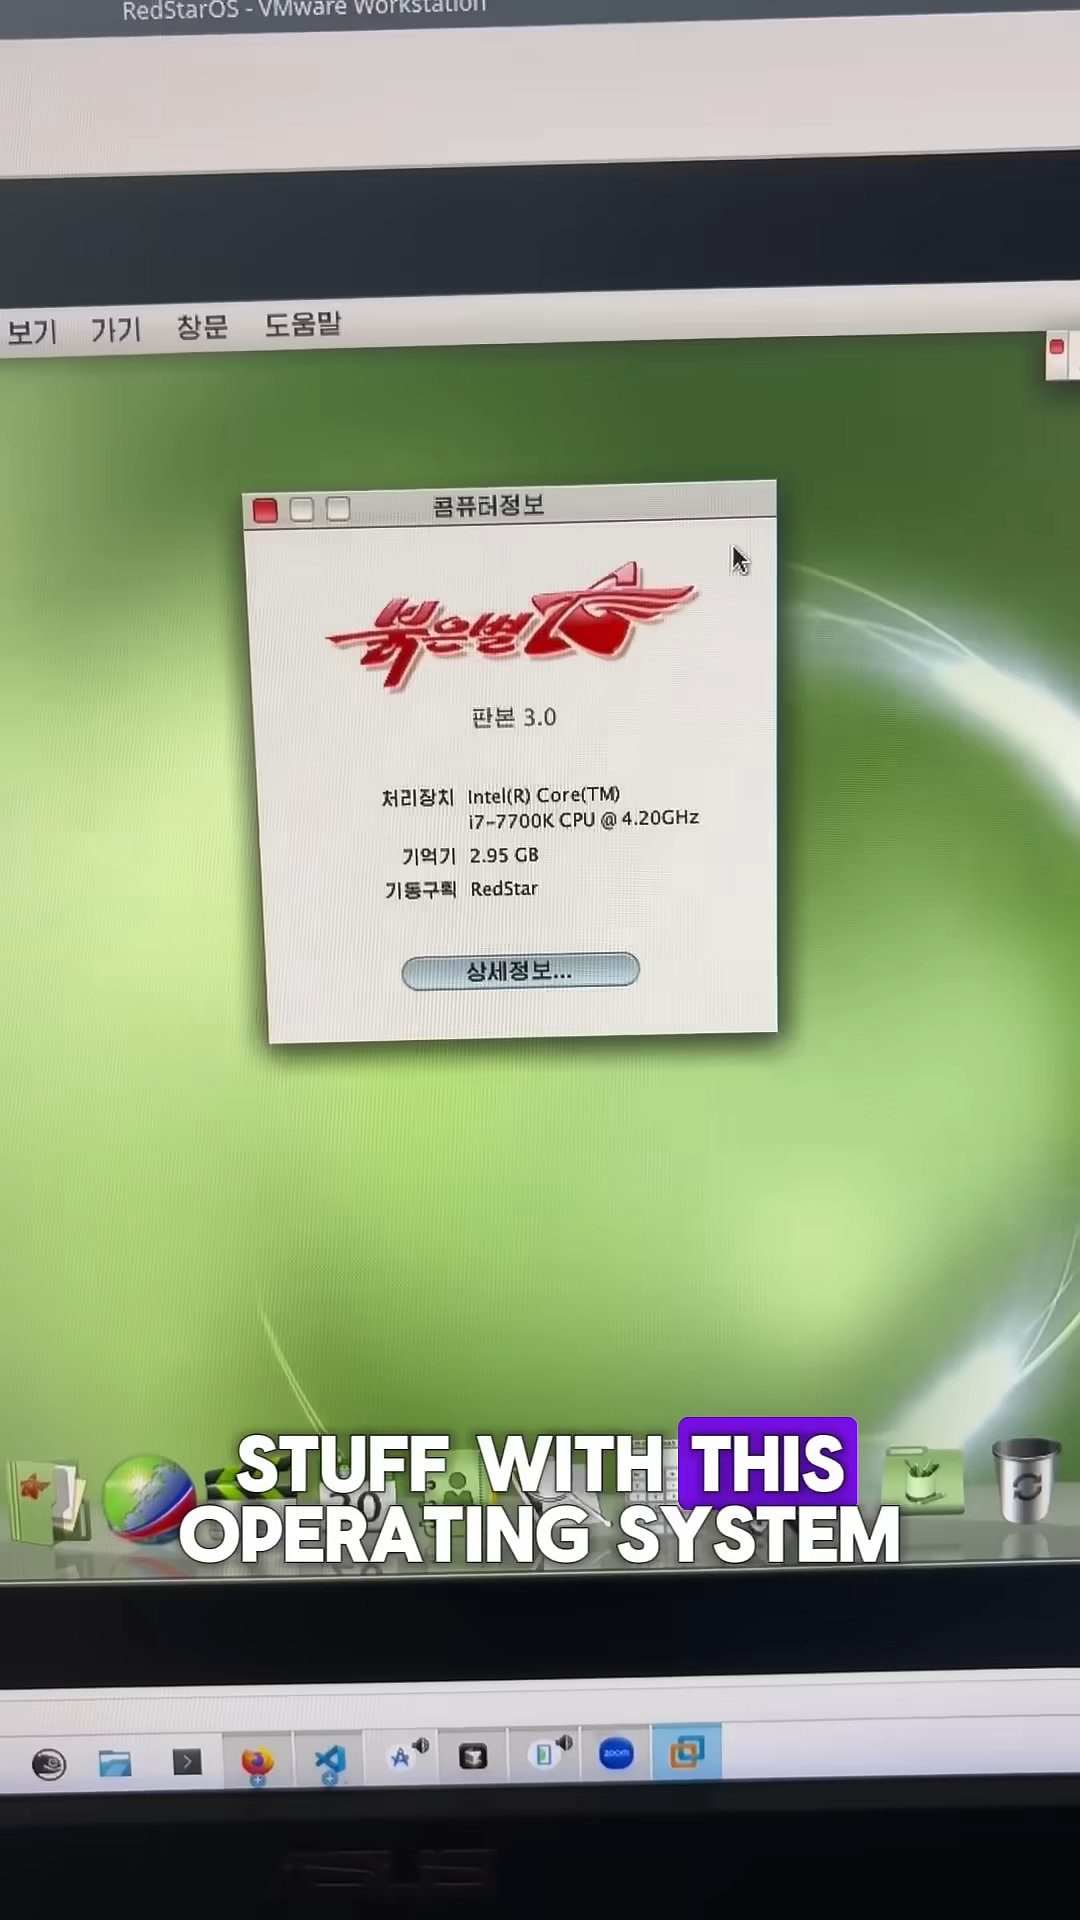 RedStarOS - VMware Workstation
보기 가기 창문 도움말
콤퓨터정보
붉은별
판본 3.0
처리장치 Intel(R) Core(TM)
i7-7700K CPU @ 4.20GHz
기억기 2.95 GB
기동구획 RedStar
상세정보...
STUFF WITH THIS
OPERATING SYSTEM
zoom
ASUS